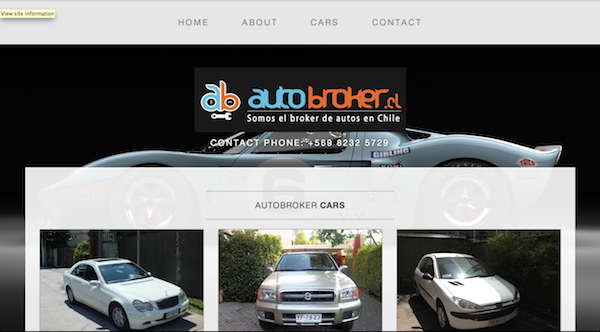 View site information
HOME ABOUT CARS CONTACT
ab autobroker.cl
Somos el broker de autos en Chile
CONTACT PHONE: +569 8232 5729
GIRLING
AUTOBROKER CARS